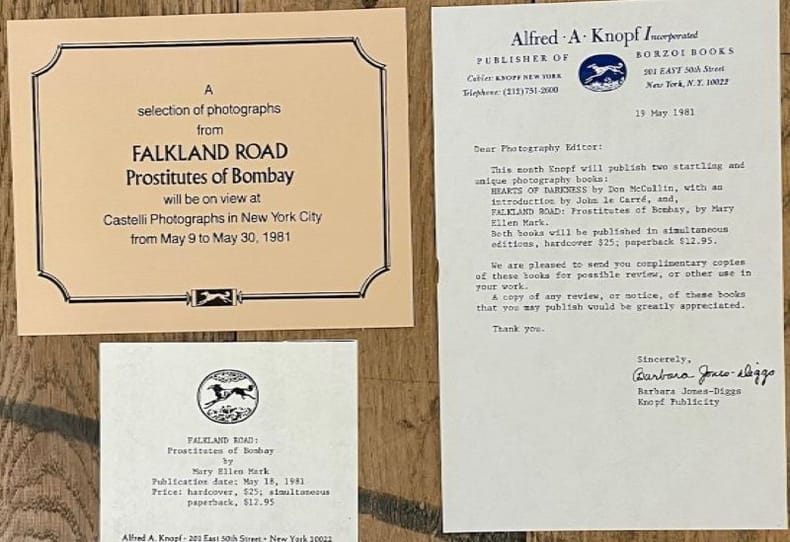 A
selection of photographs
from
FALKLAND ROAD
Prostitutes of Bombay
will be on view at
Castelli Photographs in New York City
from May 9 to May 30, 1981
FALKLAND ROAD:
Prostitutes of Bombay
by
Mary Ellen Mark
Publication date: May 18, 1981
Price: hardcover, $25; simultaneous
paperback, $12.95
Alfred A. Knopf • 201 East 50th Street • New York 10022
Alfred · A · Knopf Incorporated
PUBLISHER OF BORZOI BOOKS
Cables: KNOPF NEW YORK 201 EAST 50th Street
Telephone: (212) 751-2600 New York, N.Y. 10022
19 May 1981
Dear Photography Editor:
This month Knopf will publish two startling and
unique photography books:
HEARTS OF DARKNESS by Don McCullin, with an
introduction by John le Carré, and,
FALKLAND ROAD: Prostitutes of Bombay, by Mary
Ellen Mark.
Both books will be published in simultaneous
editions, hardcover $25; paperback $12.95.
We are pleased to send you complimentary copies
of these books for possible review, or other use in
your work.
A copy of any review, or notice, of these books
that you may publish would be greatly appreciated.
Thank you.
Sincerely,
Barbara Jones-Diggs
Barbara Jones-Diggs
Knopf Publicity